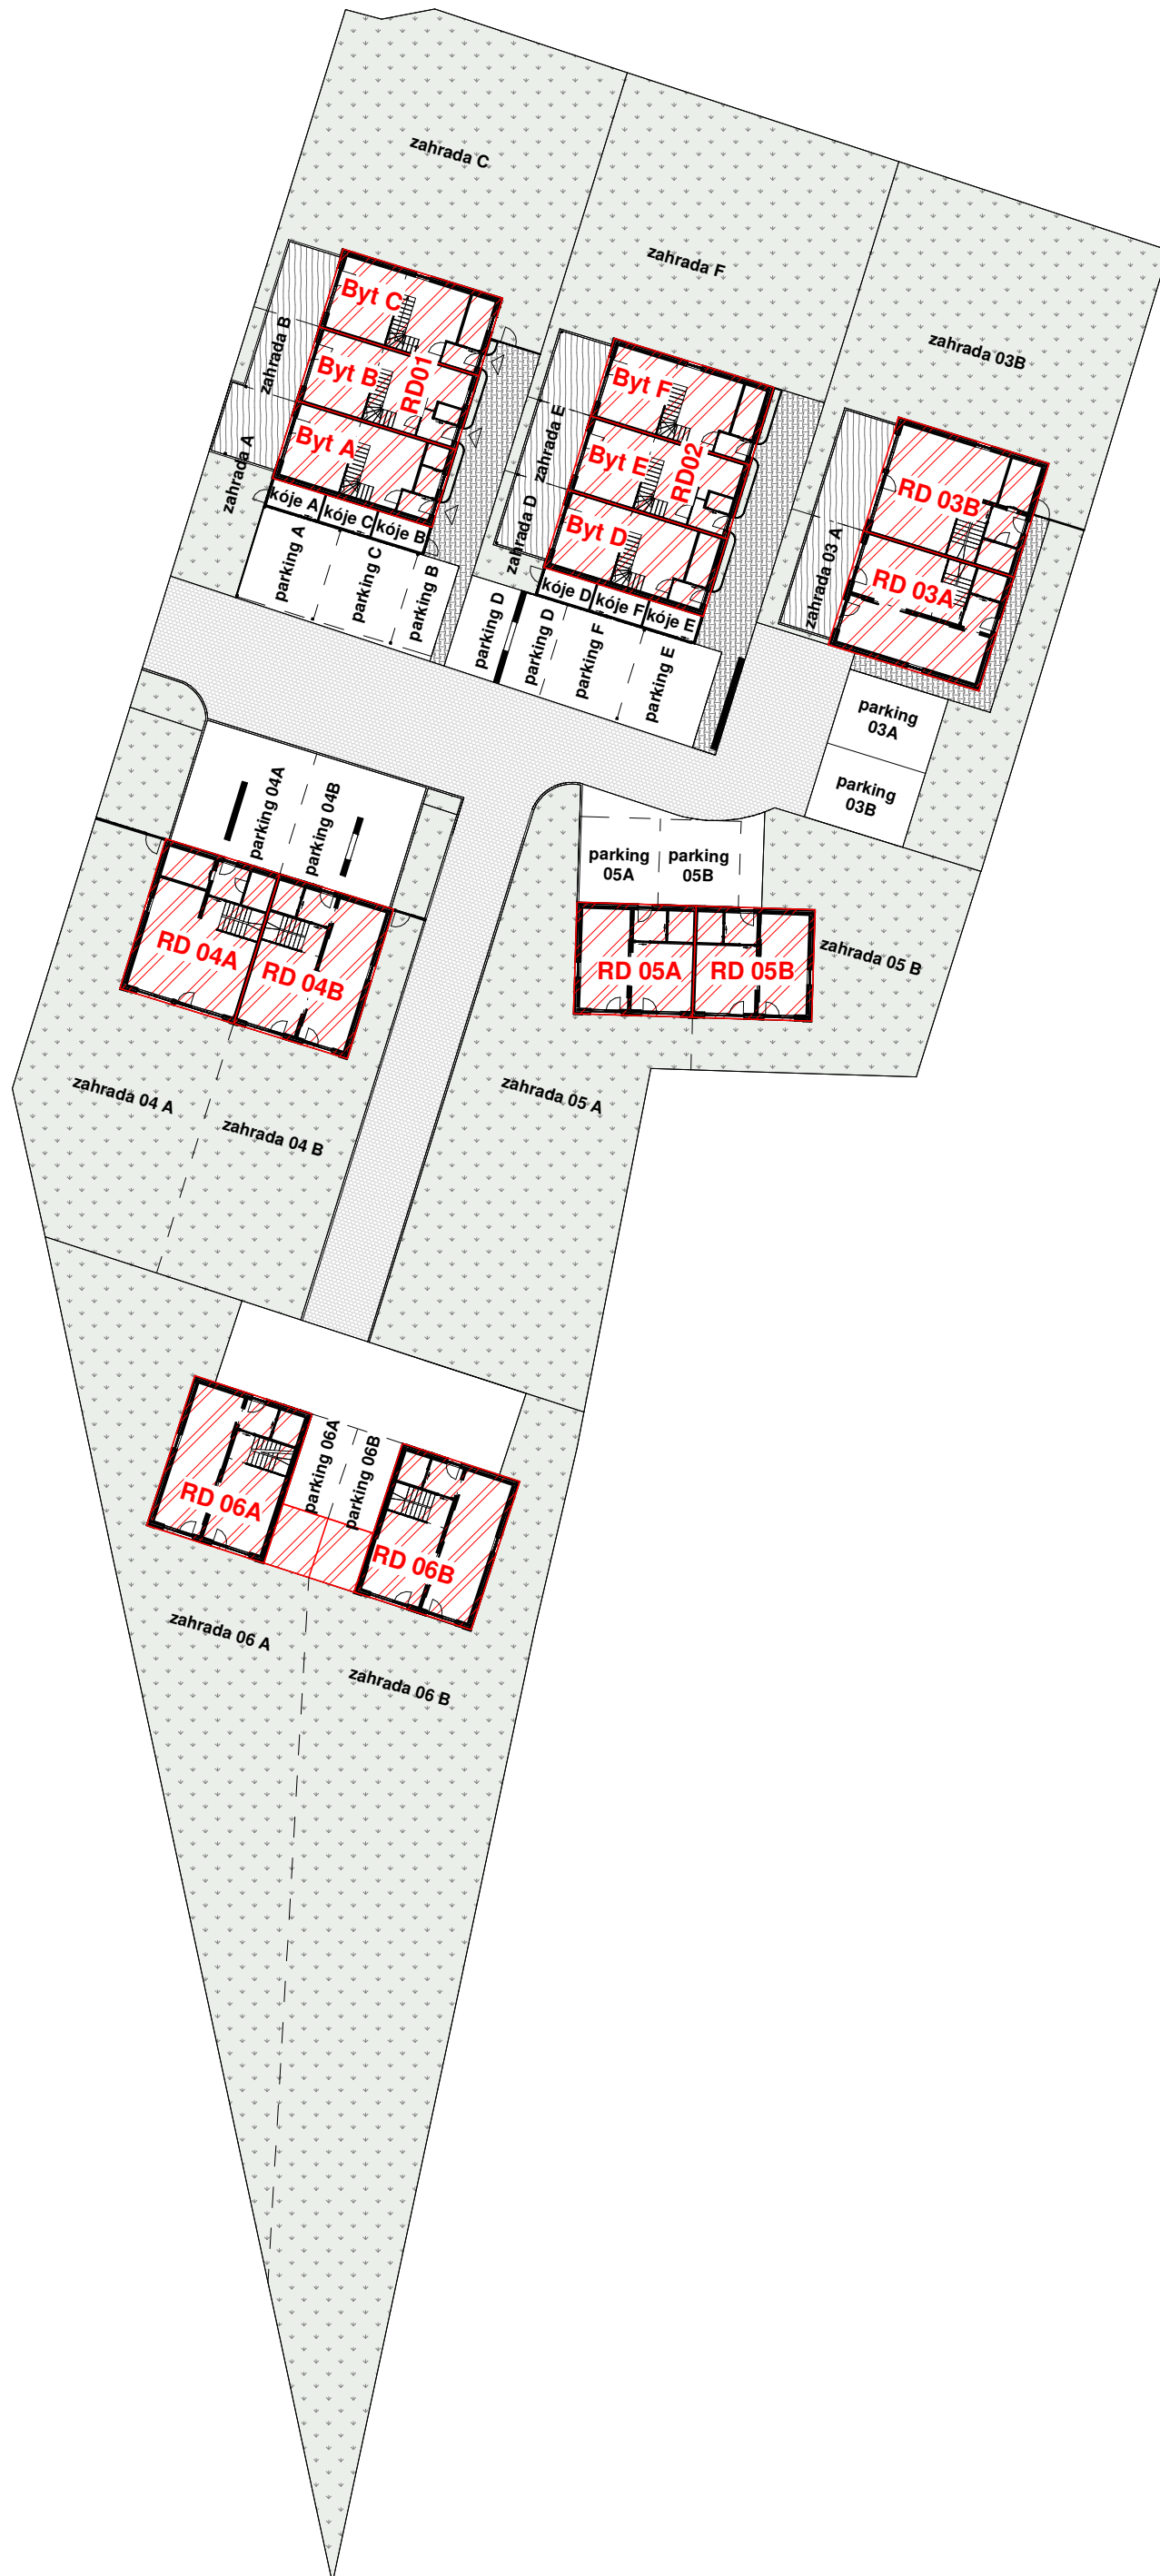 zahrada C
zahrada F
zahrada 03B
Byt C
zahrada B
Byt B
RD01
Byt A
zahrada A
kóje A
kóje C
kóje B
parking A
parking C
parking B
Byt F
zahrada E
Byt E
RD02
zahrada D
Byt D
kóje D
kóje F
kóje E
parking D
parking D
parking F
parking E
RD 03B
zahrada 03 A
RD 03A
parking
03A
parking
03B
parking 04A
parking 04B
parking
05A
parking
05B
RD 04A
RD 04B
RD 05A
RD 05B
zahrada 05 B
zahrada 04 A
zahrada 04 B
zahrada 05 A
parking 06A
parking 06B
RD 06A
RD 06B
zahrada 06 A
zahrada 06 B